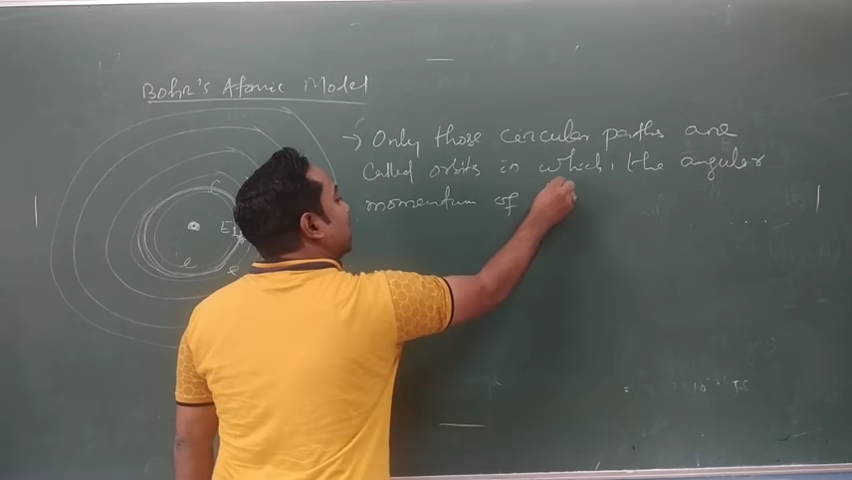 Bohr's Atomic Model
→ Only those circular paths are
called orbits in which, the angular
momentum of
e
e